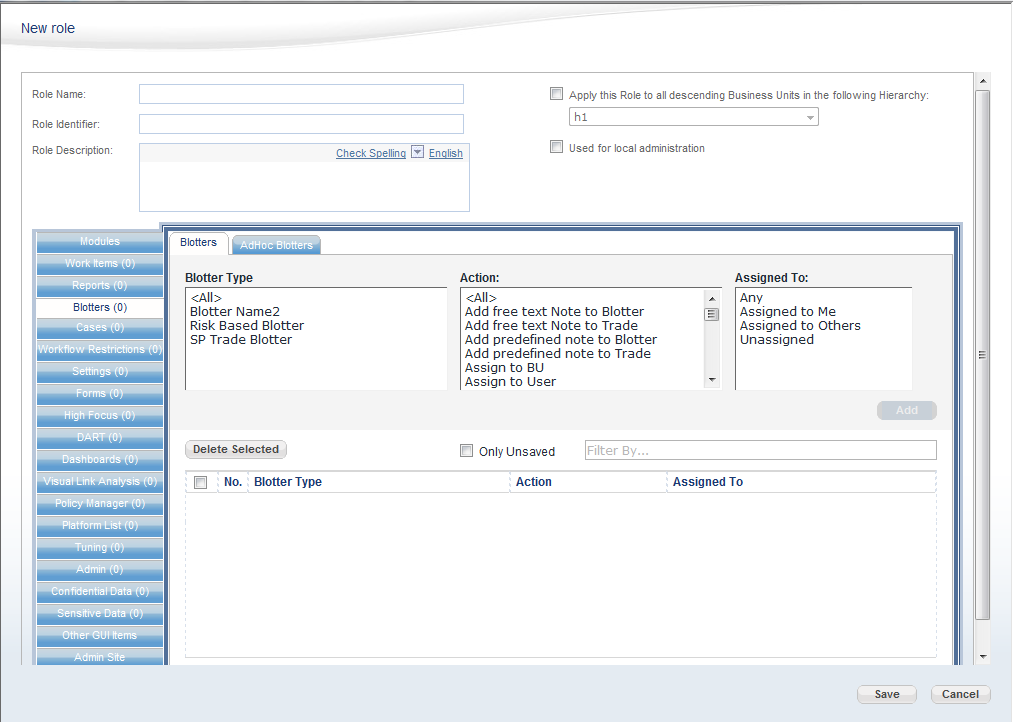 New role
Role Name:
Apply this Role to all descending Business Units in the following Hierarchy:
h1
Role Identifier:
Role Description:
Check Spelling English
Used for local administration
Modules
Work Items (0)
Reports (0)
Blotters (0)
Cases (0)
Workflow Restrictions (0)
Settings (0)
Forms (0)
High Focus (0)
DART (0)
Dashboards (0)
Visual Link Analysis (0)
Policy Manager (0)
Platform List (0)
Tuning (0)
Admin (0)
Confidential Data (0)
Sensitive Data (0)
Other GUI Items
Admin Site
Blotters AdHoc Blotters
Blotter Type
<All>
Blotter Name2
Risk Based Blotter
SP Trade Blotter
Action:
<All>
Add free text Note to Blotter
Add free text Note to Trade
Add predefined note to Blotter
Add predefined note to Trade
Assign to BU
Assign to User
Assigned To:
Any
Assigned to Me
Assigned to Others
Unassigned
Add
Delete Selected Only Unsaved Filter By...
No. Blotter Type Action Assigned To
Save Cancel